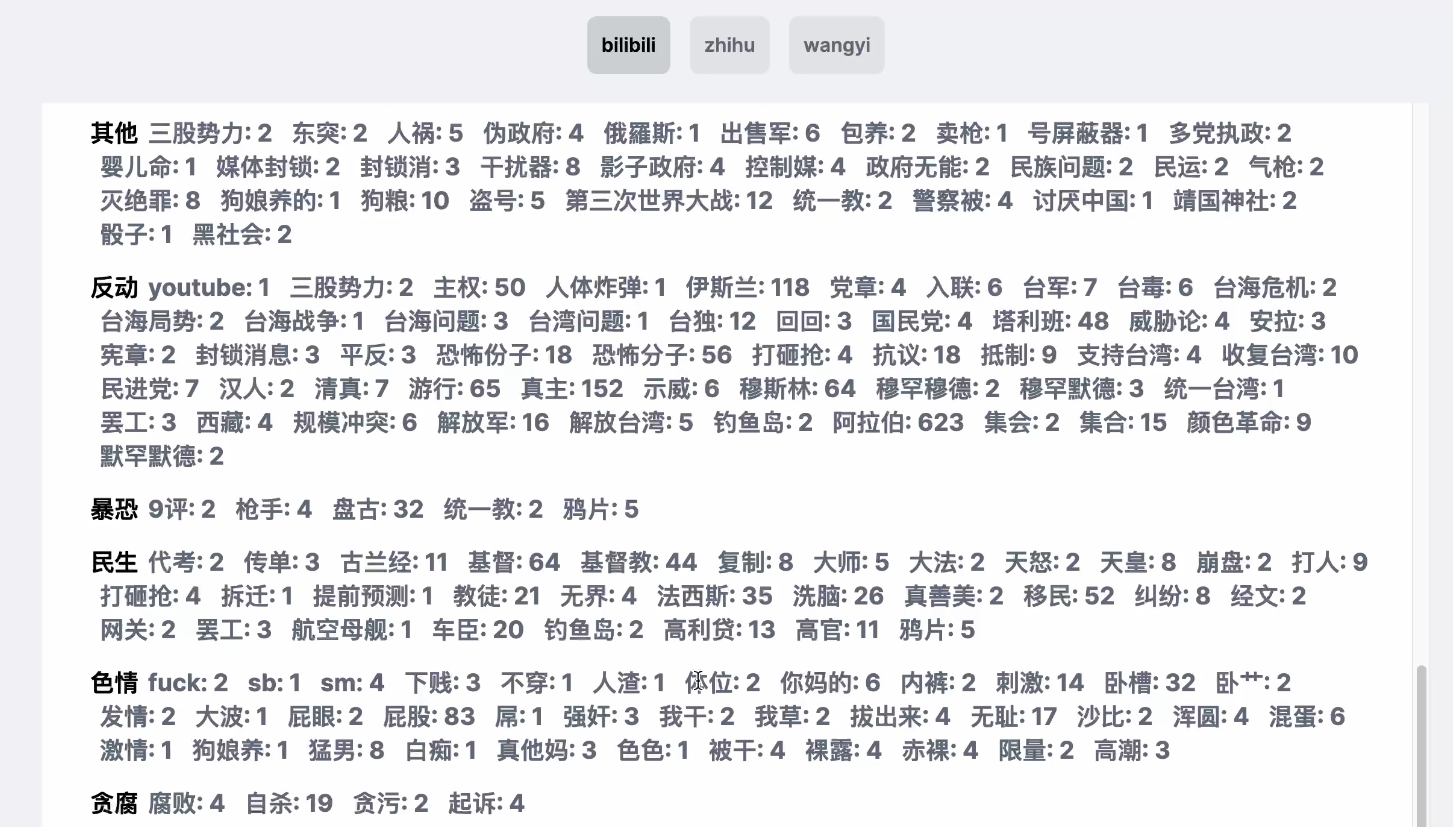 bilibili zhihu wangyi
其他 三股势力: 2 东突: 2 人祸: 5 伪政府: 4 俄羅斯: 1 出售军: 6 包养: 2 卖枪: 1 号屏蔽器: 1 多党执政: 2
婴儿命: 1 媒体封锁: 2 封锁消: 3 干扰器: 8 影子政府: 4 控制媒: 4 政府无能: 2 民族问题: 2 民运: 2 气枪: 2
灭绝罪: 8 狗娘养的: 1 狗粮: 10 盗号: 5 第三次世界大战: 12 统一教: 2 警察被: 4 讨厌中国: 1 靖国神社: 2
骰子: 1 黑社会: 2
反动 youtube: 1 三股势力: 2 主权: 50 人体炸弹: 1 伊斯兰: 118 党章: 4 入联: 6 台军: 7 台毒: 6 台海危机: 2
台海局势: 2 台海战争: 1 台海问题: 3 台湾问题: 1 台独: 12 回回: 3 国民党: 4 塔利班: 48 威胁论: 4 安拉: 3
宪章: 2 封锁消息: 3 平反: 3 恐怖份子: 18 恐怖分子: 56 打砸抢: 4 抗议: 18 抵制: 9 支持台湾: 4 收复台湾: 10
民进党: 7 汉人: 2 清真: 7 游行: 65 真主: 152 示威: 6 穆斯林: 64 穆罕穆德: 2 穆罕默德: 3 统一台湾: 1
罢工: 3 西藏: 4 规模冲突: 6 解放军: 16 解放台湾: 5 钓鱼岛: 2 阿拉伯: 623 集会: 2 集合: 15 颜色革命: 9
默罕默德: 2
暴恐 9评: 2 枪手: 4 盘古: 32 统一教: 2 鸦片: 5
民生 代考: 2 传单: 3 古兰经: 11 基督: 64 基督教: 44 复制: 8 大师: 5 大法: 2 天怒: 2 天皇: 8 崩盘: 2 打人: 9
打砸抢: 4 拆迁: 1 提前预测: 1 教徒: 21 无界: 4 法西斯: 35 洗脑: 26 真善美: 2 移民: 52 纠纷: 8 经文: 2
网关: 2 罢工: 3 航空母舰: 1 车臣: 20 钓鱼岛: 2 高利贷: 13 高官: 11 鸦片: 5
色情 fuck: 2 sb: 1 sm: 4 下贱: 3 不穿: 1 人渣: 1 体位: 2 你妈的: 6 内裤: 2 刺激: 14 卧槽: 32 卧艹: 2
发情: 2 大波: 1 屁眼: 2 屁股: 83 屌: 1 强奸: 3 我干: 2 我草: 2 拔出来: 4 无耻: 17 沙比: 2 浑圆: 4 混蛋: 6
激情: 1 狗娘养: 1 猛男: 8 白痴: 1 真他妈: 3 色色: 1 被干: 4 裸露: 4 赤裸: 4 限量: 2 高潮: 3
贪腐 腐败: 4 自杀: 19 贪污: 2 起诉: 4